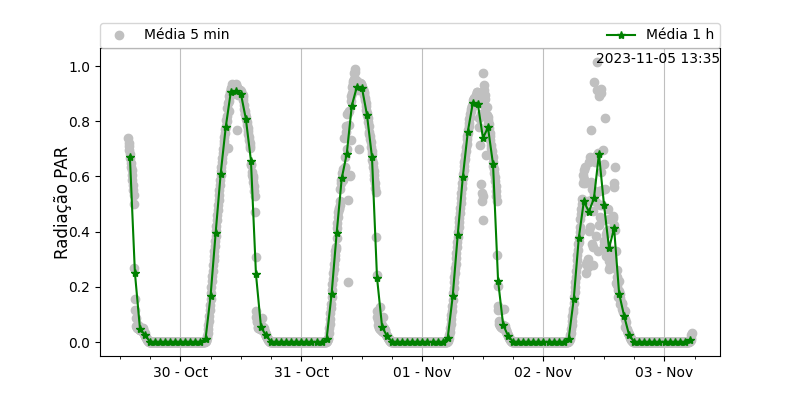 Média 5 min
Média 1 h
2023-11-05 13:35
Radiação PAR
1.0
0.8
0.6
0.4
0.2
0.0
30 - Oct
31 - Oct
01 - Nov
02 - Nov
03 - Nov